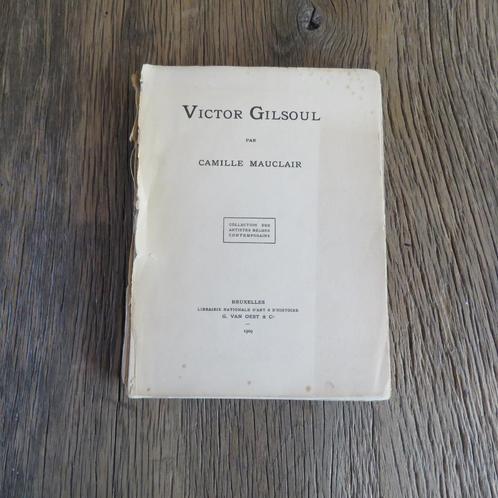 VICTOR GILSOUL
PAR
CAMILLE MAUCLAIR
COLLECTION DES
ARTISTES BELGES
CONTEMPORAINS
BRUXELLES
LIBRAIRIE NATIONALE D'ART & D'HISTOIRE
G. VAN OEST & Cie
1909